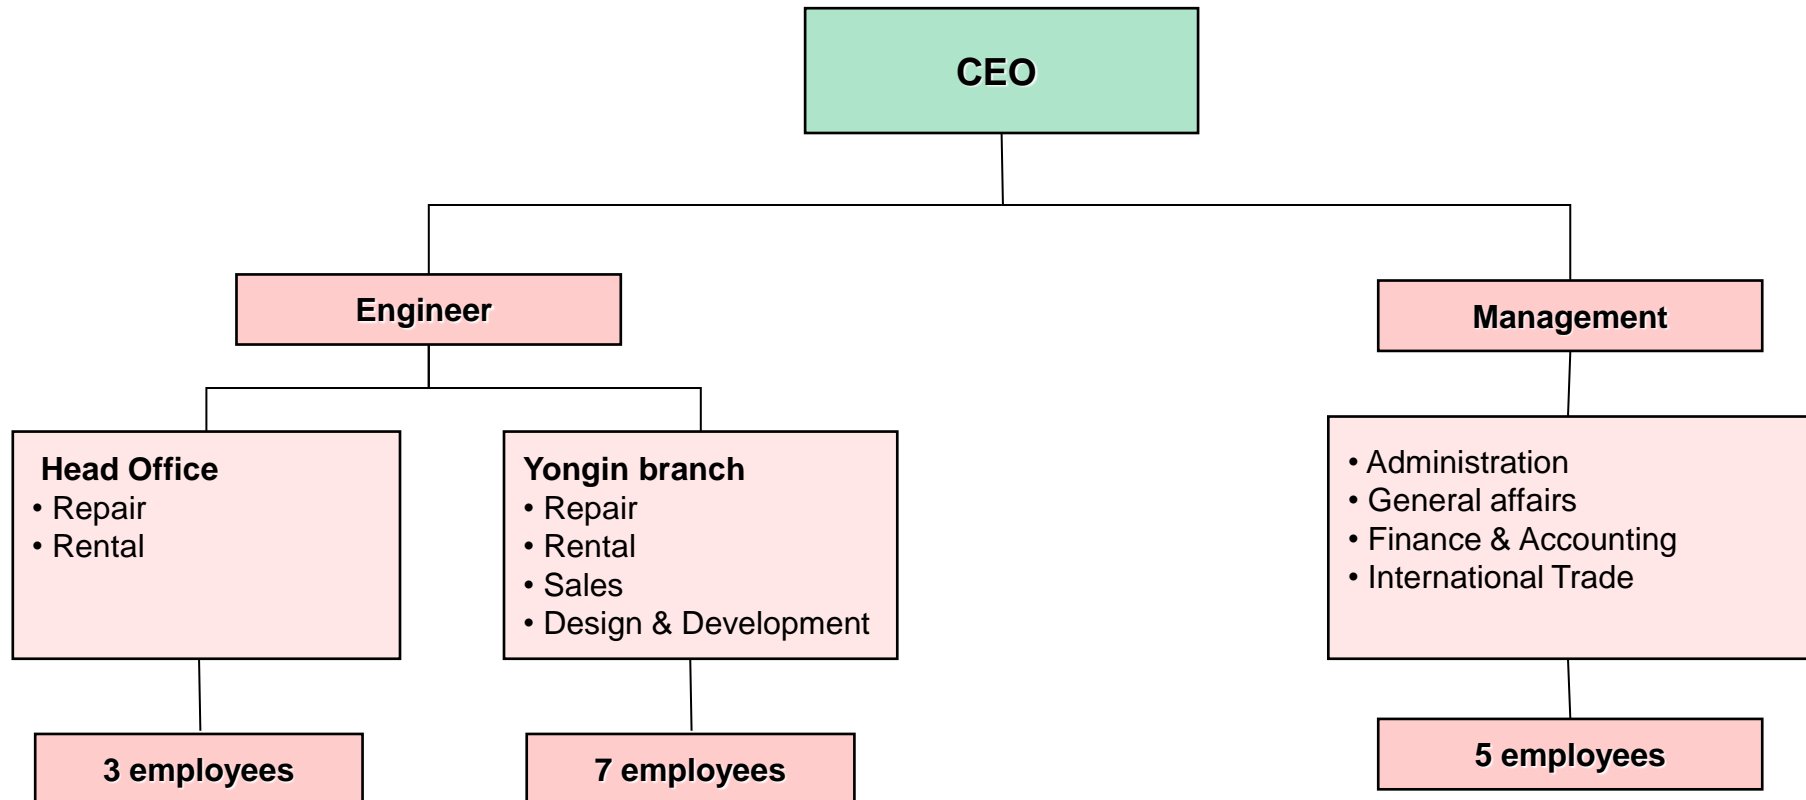 CEO
Engineer
Management
Head Office
• Repair
• Rental
Yongin branch
• Repair
• Rental
• Sales
• Design & Development
• Administration
• General affairs
• Finance & Accounting
• International Trade
3 employees
7 employees
5 employees